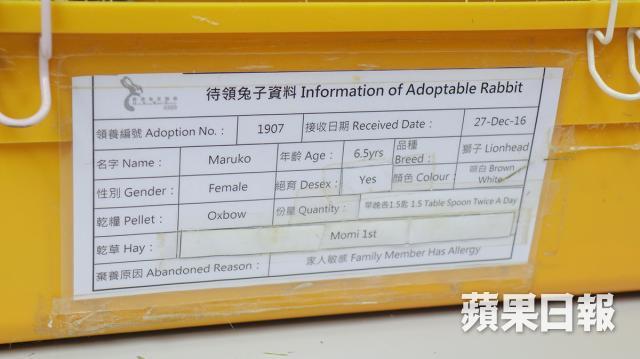 待領兔子資料 Information of Adoptable Rabbit
領養編號 Adoption No.： 1907 接收日期 Received Date： 27-Dec-16
名字 Name： Maruko 年齡 Age： 6.5yrs 品種 Breed： 獅子 Lionhead
性別 Gender： Female 絕育 Desex： Yes 顏色 Colour： 啡白 Brown White
乾糧 Pellet： Oxbow 份量 Quantity： 早晚各1.5匙 1.5 Table Spoon Twice A Day
乾草 Hay： Momi 1st
棄養原因 Abandoned Reason： 家人敏感 Family Member Has Allergy
蘋果日報